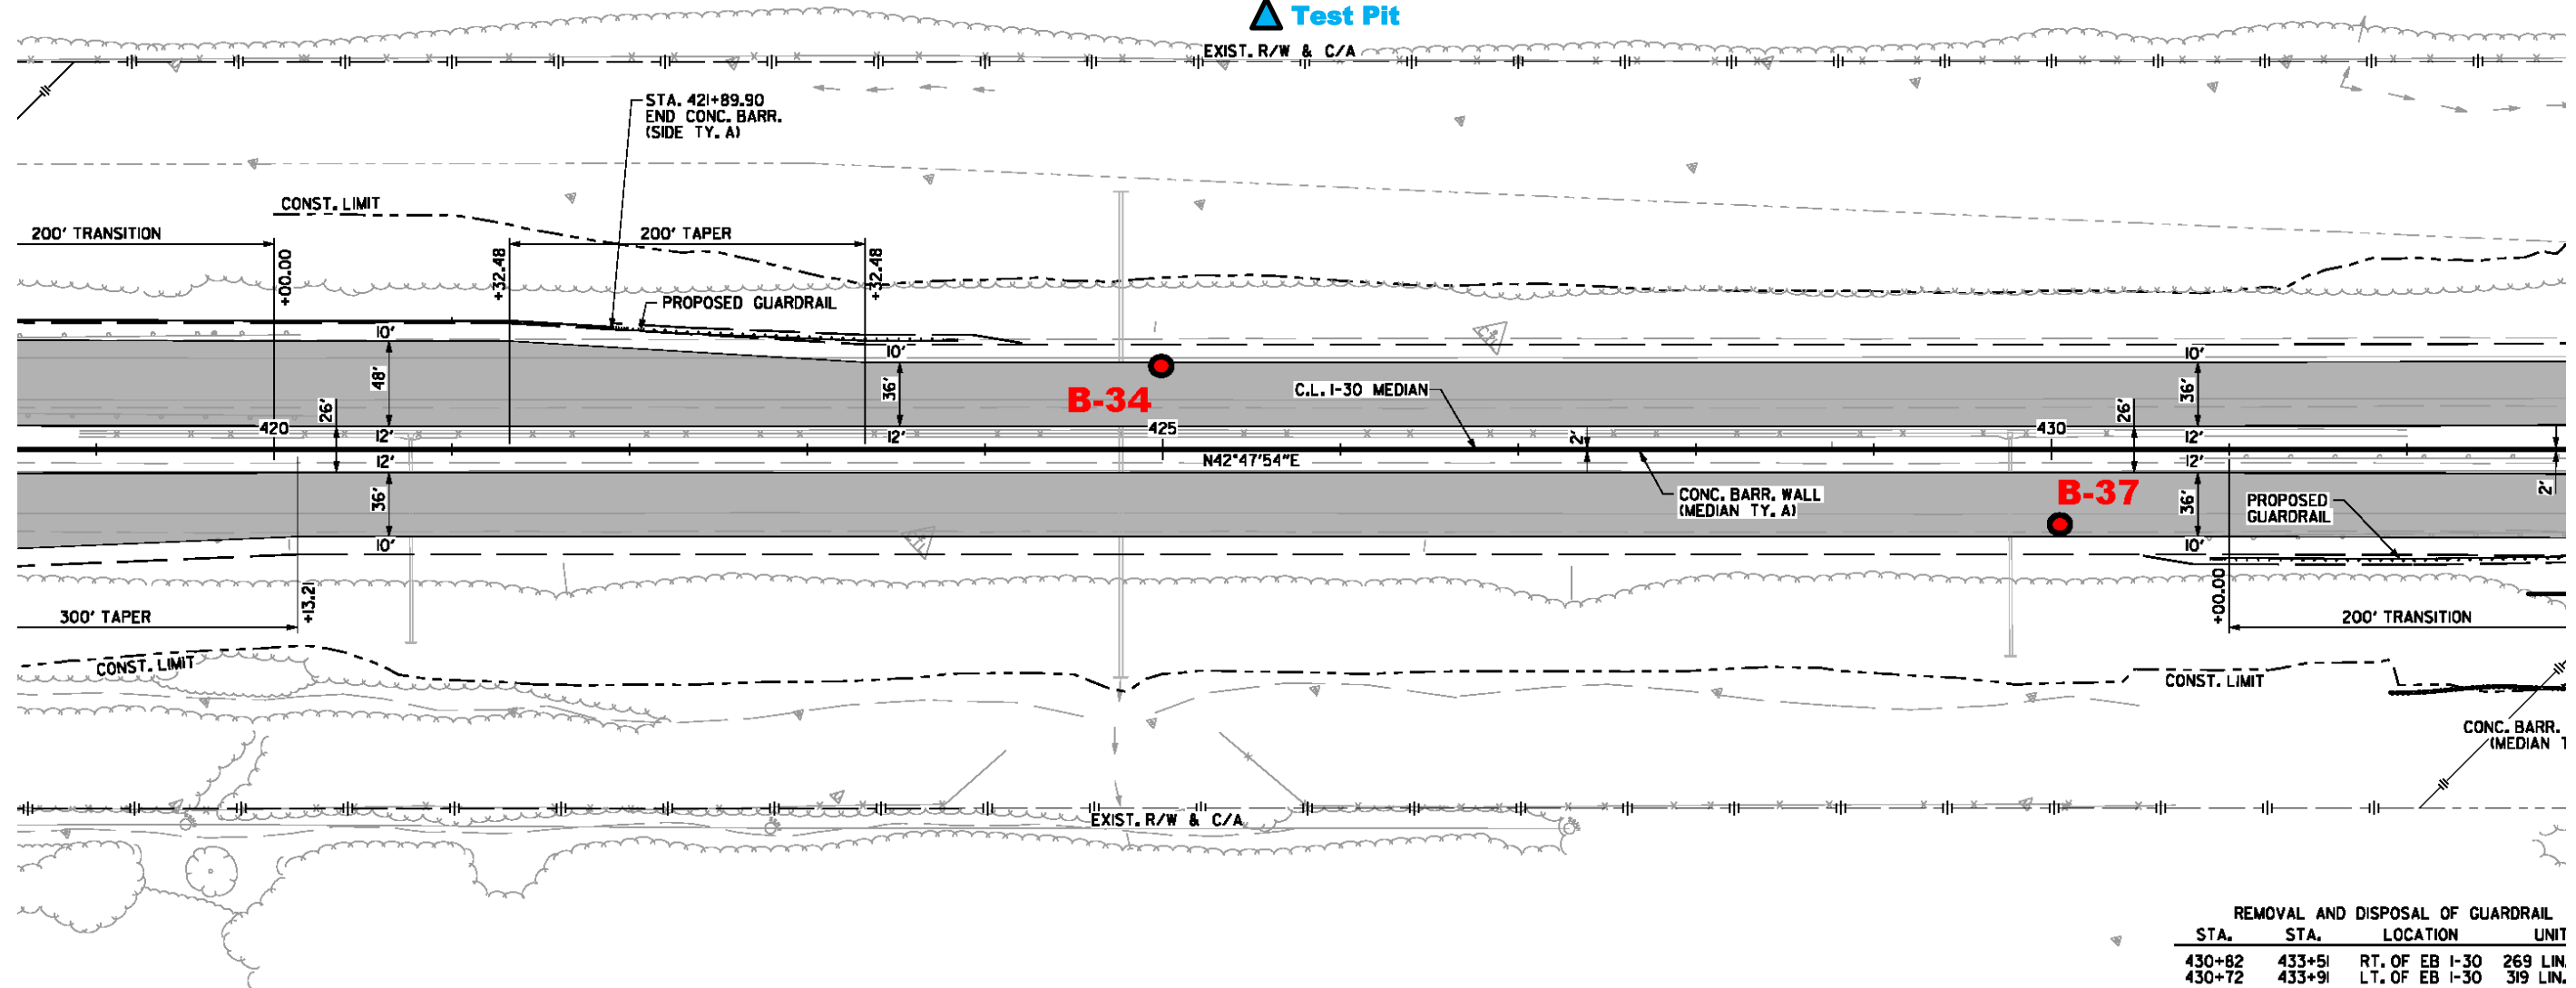 Test Pit
EXIST. R/W & C/A
STA. 421+89.90
END CONC. BARR.
(SIDE TY. A)
CONST. LIMIT
200' TRANSITION
200' TAPER
+00.00
+32.48
+32.48
PROPOSED GUARDRAIL
10'
10'
10'
48'
36'
36'
B-34
C.L. I-30 MEDIAN
26'
26'
420
425
430
12'
12'
12'
2'
12'
12'
N42°47'54"E
36'
CONC. BARR. WALL
(MEDIAN TY. A)
B-37
36'
PROPOSED
GUARDRAIL
2'
10'
10'
+13.21
+00.00
300' TAPER
200' TRANSITION
CONST. LIMIT
CONST. LIMIT
CONC. BARR.
(MEDIAN T
EXIST. R/W & C/A
REMOVAL AND DISPOSAL OF GUARDRAIL
STA. STA. LOCATION UNIT
430+82 433+51 RT. OF EB I-30 269 LIN.
430+72 433+91 LT. OF EB I-30 319 LIN.